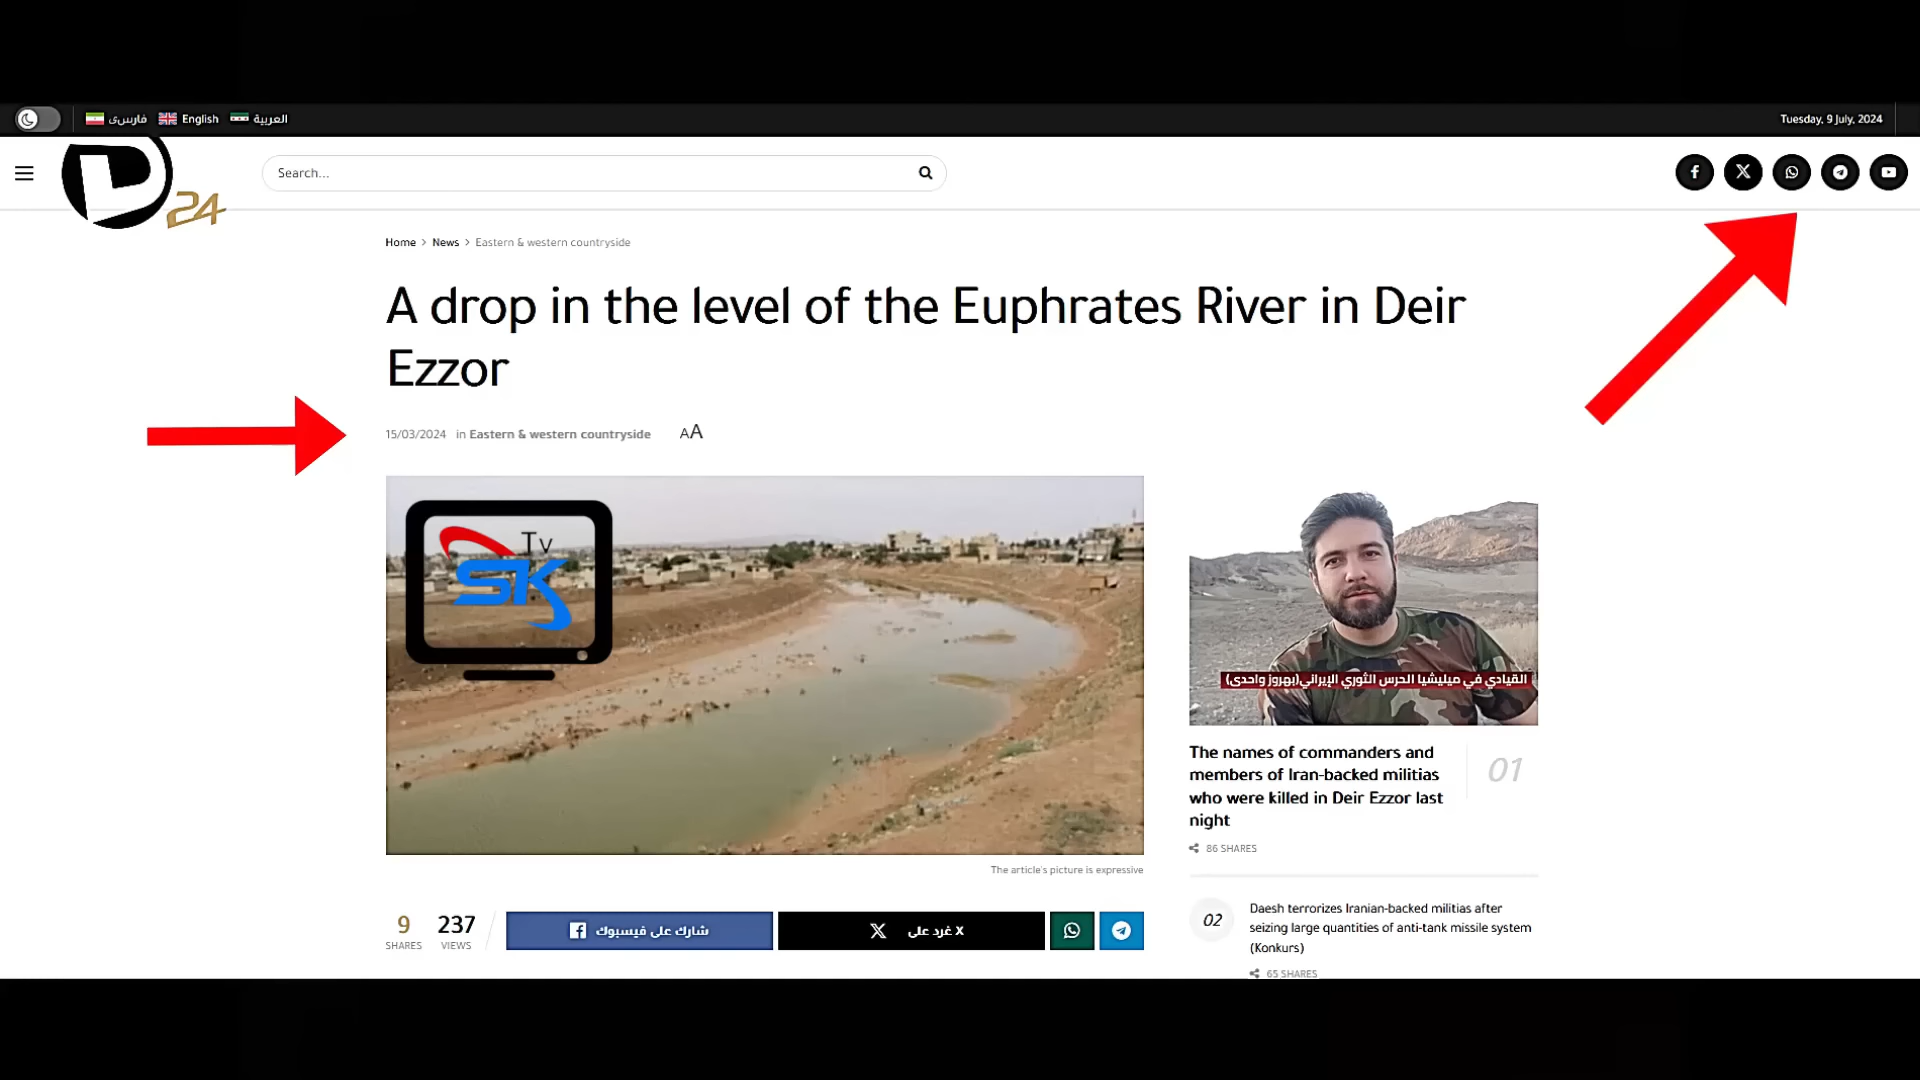 فارسی English العربية
Tuesday, 9 July, 2024
D 24
Search...
Home > News > Eastern & western countryside
A drop in the level of the Euphrates River in Deir
Ezzor
15/03/2024 in Eastern & western countryside AA
Tv
SK
القيادي في ميليشيا الحرس الثوري الإيراني(بهروز واحدی)
The article's picture is expressive
9 SHARES
237 VIEWS
شارك على فيسبوك
غرد على X
The names of commanders and
members of Iran-backed militias
who were killed in Deir Ezzor last
night
01
86 SHARES
02
Daesh terrorizes Iranian-backed militias after
seizing large quantities of anti-tank missile system
(Konkurs)
65 SHARES